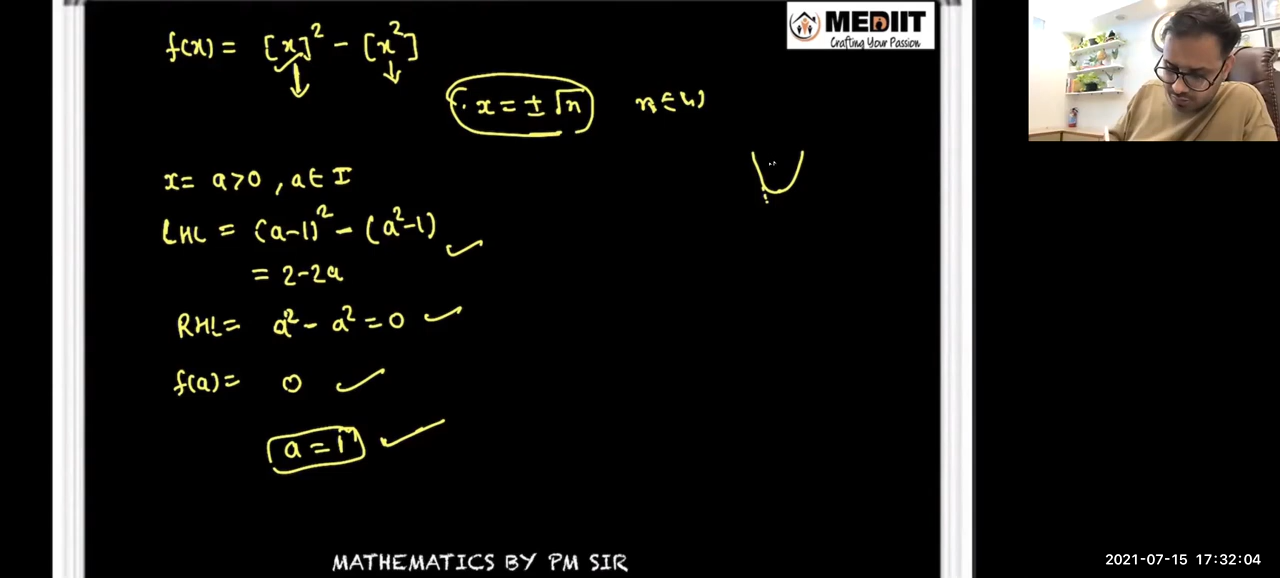 f(x) = [x]² - [x²]
MEDIIT
Crafting Your Passion
x = ± √n n ∈ W
x = a > 0 , a ∈ I
LHL = (a-1)² - (a²-1)
= 2-2a
RHL = a² - a² = 0
f(a) = 0
a = 1
MATHEMATICS BY PM SIR
2021-07-15 17:32:04